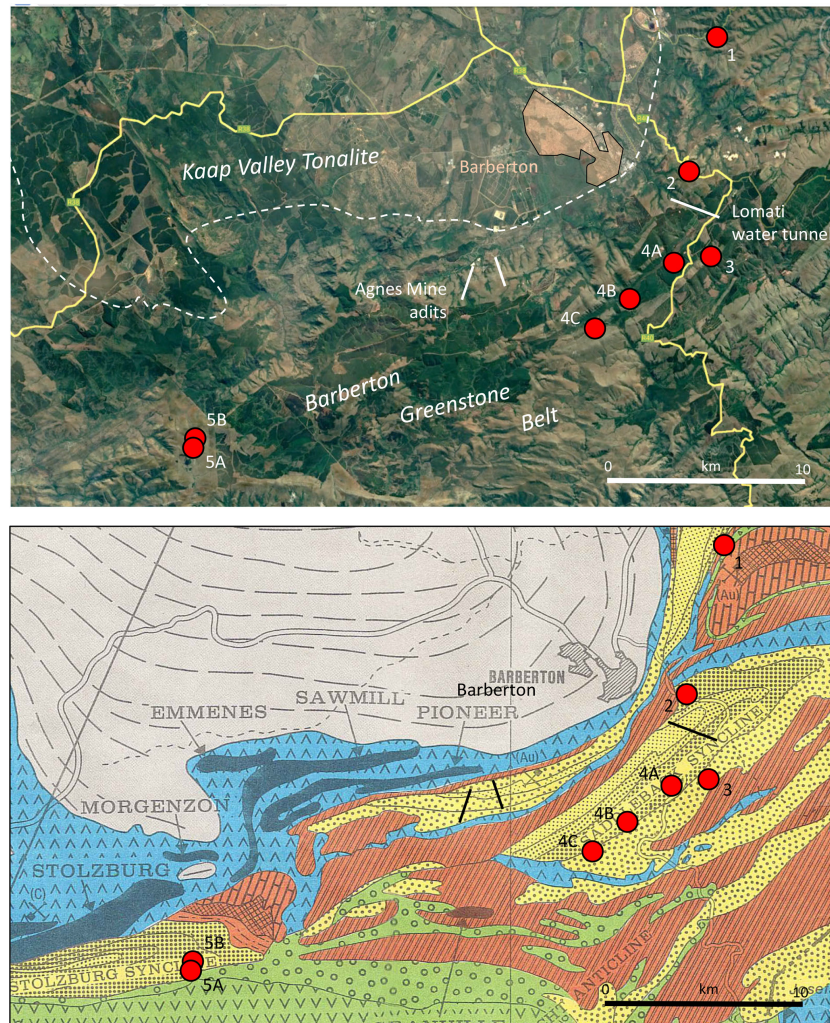 1
Kaap Valley Tonalite
Barberton
2
Lomati
water tunne
4A
3
Agnes Mine
adits
4B
4C
R40
Barberton
Greenstone
Belt
5B
5A
0 km 10
1
(Au)
BARBERTON
Barberton
2
SAWMILL
EMMENES
PIONEER
(Au)
SYNCLINE
4A
3
MORGENZON
4B
4C
STOLZBURG
(C)
5B
STOLZBURG SYNC
5A
ANTICLINE
0 km 10